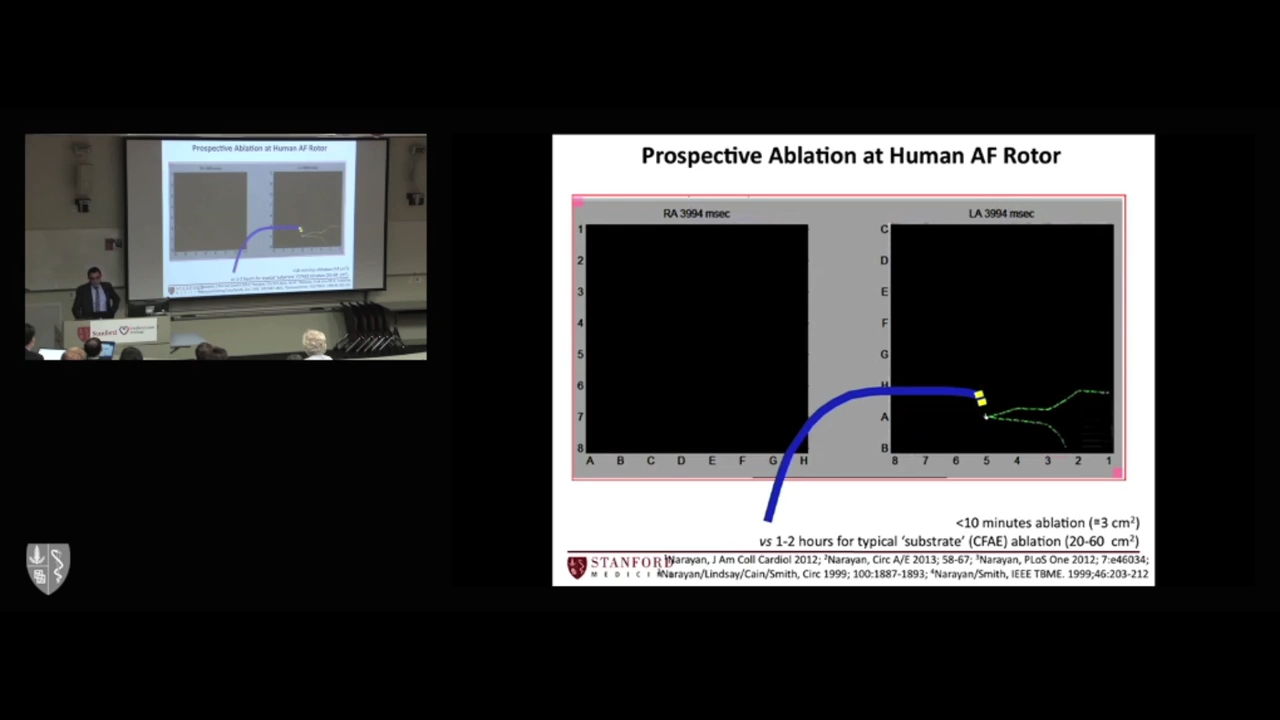 Prospective Ablation at Human AF Rotor
Stanford
Prospective Ablation at Human AF Rotor
RA 3994 msec
LA 3994 msec
1
2
3
4
5
6
7
8
A B C D E F G H
C
D
E
F
G
H
A
B
8 7 6 5 4 3 2 1
<10 minutes ablation (≈3 cm²)
vs 1-2 hours for typical ‘substrate’ (CFAE) ablation (20-60 cm²)
STANFORD
MEDICIN
¹Narayan, J Am Coll Cardiol 2012; ²Narayan, Circ A/E 2013; 58-67; ³Narayan, PLoS One 2012; 7:e46034;
Narayan/Lindsay/Cain/Smith, Circ 1999; 100:1887-1893; ⁴Narayan/Smith, IEEE TBME. 1999;46:203-212